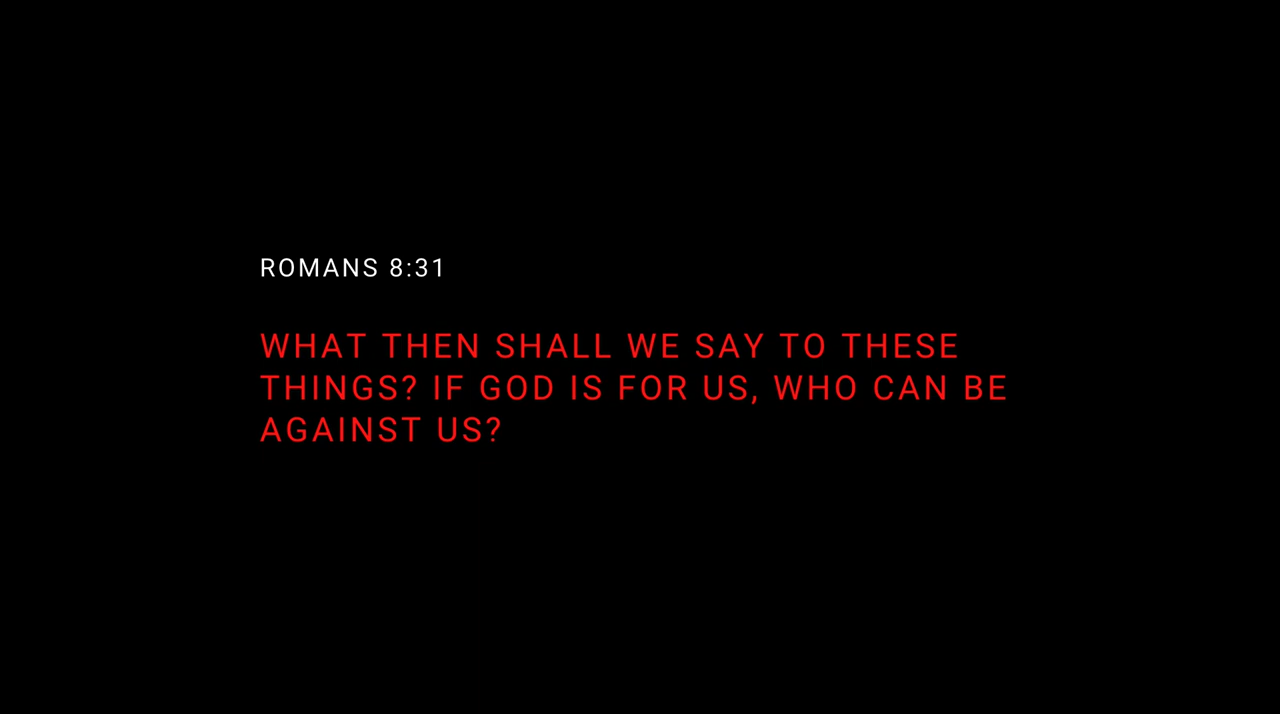 ROMANS 8:31
WHAT THEN SHALL WE SAY TO THESE
THINGS? IF GOD IS FOR US, WHO CAN BE
AGAINST US?